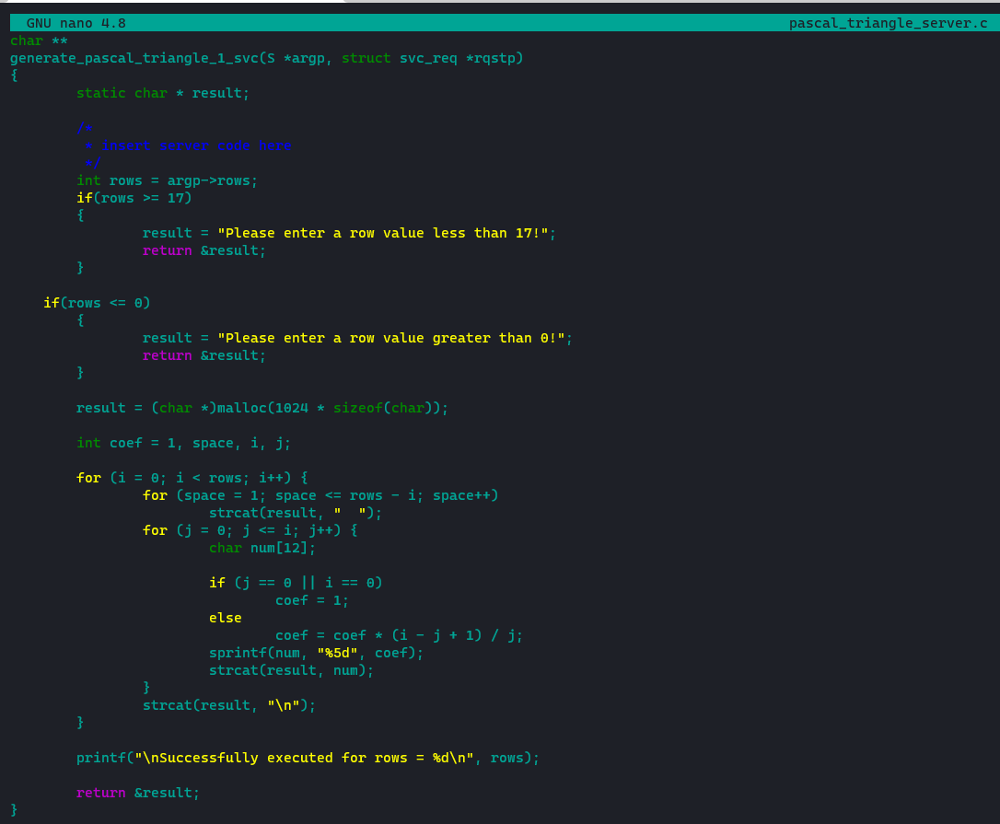 GNU nano 4.8 pascal_triangle_server.c
char **
generate_pascal_triangle_1_svc(S *argp, struct svc_req *rqstp)
{
        static char * result;

        /*
         * insert server code here
         */
        int rows = argp->rows;
        if(rows >= 17)
        {
                result = "Please enter a row value less than 17!";
                return &result;
        }

    if(rows <= 0)
        {
                result = "Please enter a row value greater than 0!";
                return &result;
        }

        result = (char *)malloc(1024 * sizeof(char));

        int coef = 1, space, i, j;

        for (i = 0; i < rows; i++) {
                for (space = 1; space <= rows - i; space++)
                        strcat(result, "  ");
                for (j = 0; j <= i; j++) {
                        char num[12];

                        if (j == 0 || i == 0)
                                coef = 1;
                        else
                                coef = coef * (i - j + 1) / j;
                        sprintf(num, "%5d", coef);
                        strcat(result, num);
                }
                strcat(result, "\n");
        }

        printf("\nSuccessfully executed for rows = %d\n", rows);

        return &result;
}